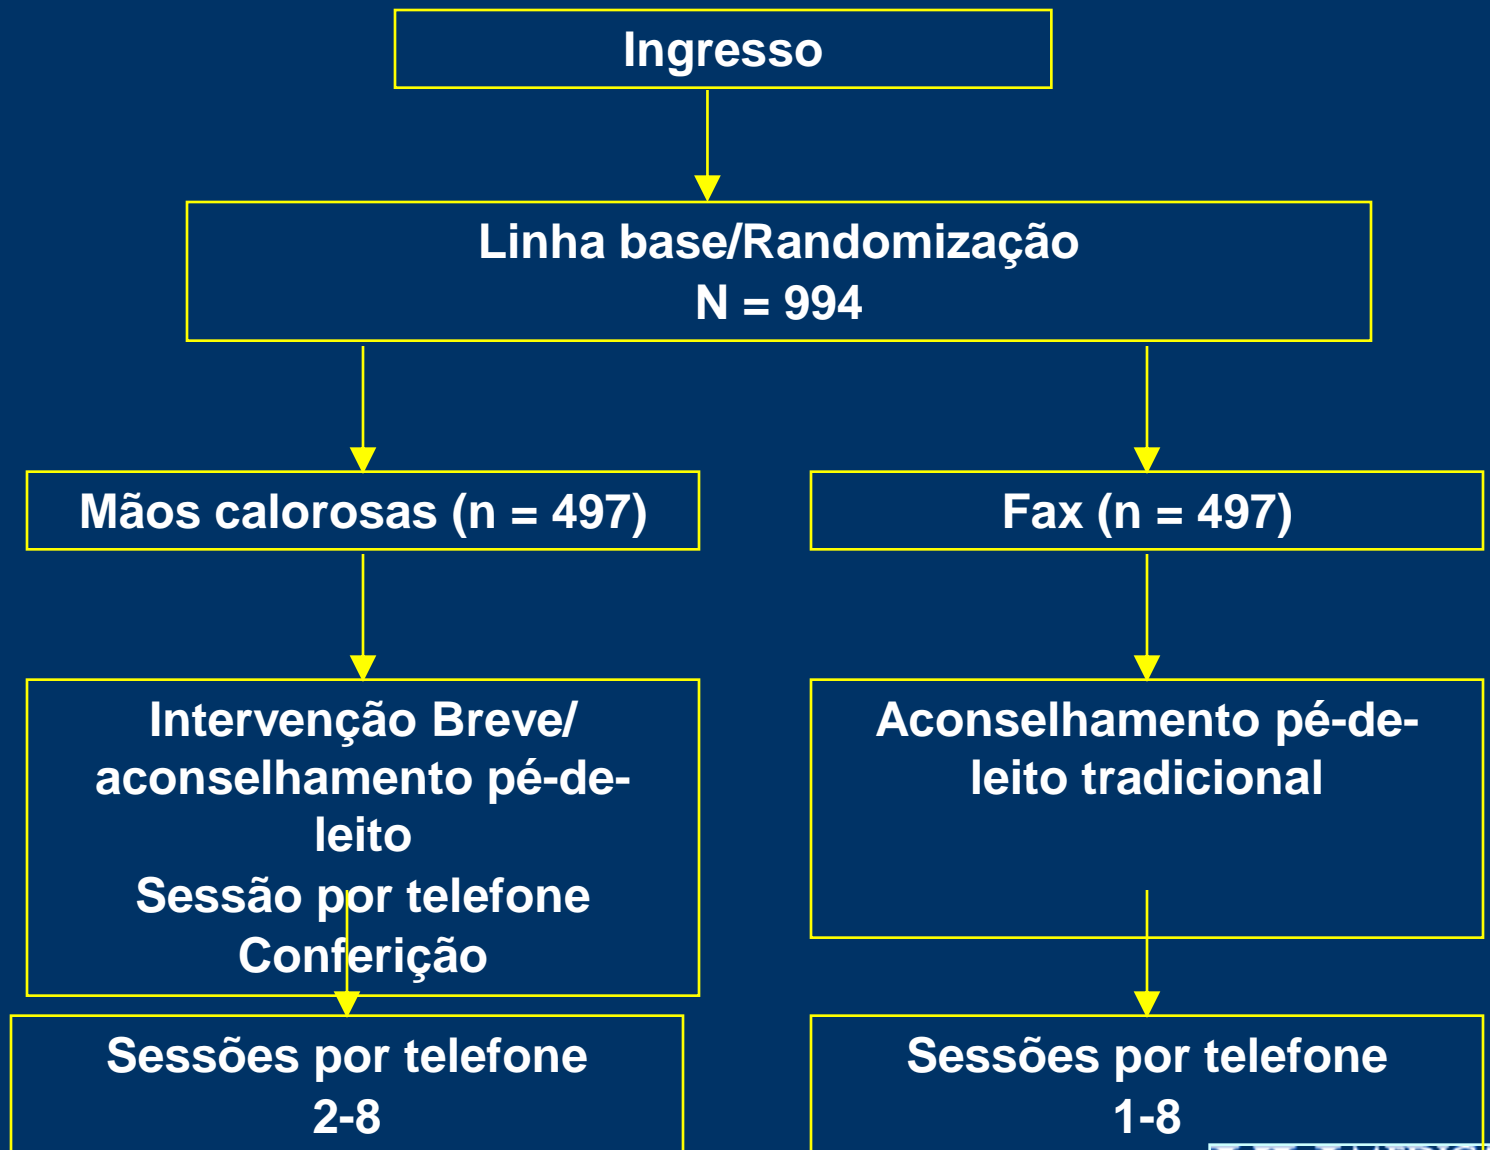 Ingresso
Linha base/Randomização
N = 994
Mãos calorosas (n = 497)
Fax (n = 497)
Intervenção Breve/
aconselhamento pé-de-
leito
Sessão por telefone
Conferição
Aconselhamento pé-de-
leito tradicional
Sessões por telefone
2-8
Sessões por telefone
1-8